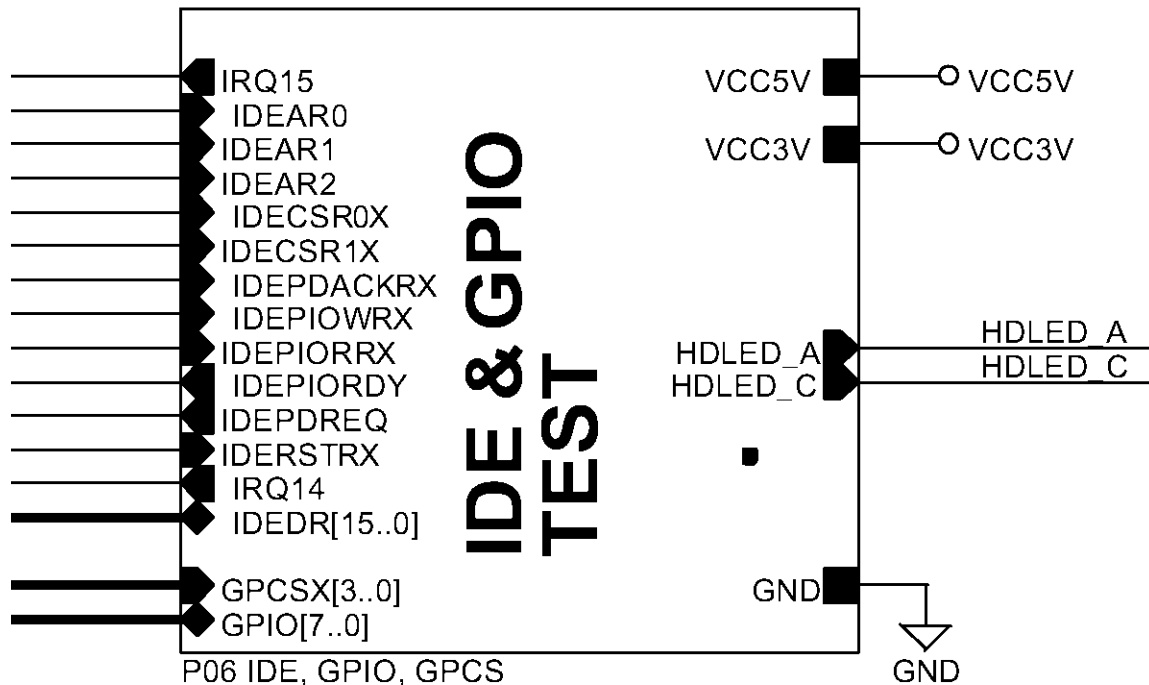 IRQ15
IDEAR0
IDEAR1
IDEAR2
IDECSR0X
IDECSR1X
IDEPDACKRX
IDEPIOWRX
IDEPIORRX
IDEPIORDY
IDEPDREQ
IDERSTRX
IRQ14
IDEDR[15..0]
GPCSX[3..0]
GPIO[7..0]
IDE & GPIO
TEST
VCC5V
VCC5V
VCC3V
VCC3V
HDLED_A
HDLED_A
HDLED_C
HDLED_C
GND
GND
P06 IDE, GPIO, GPCS